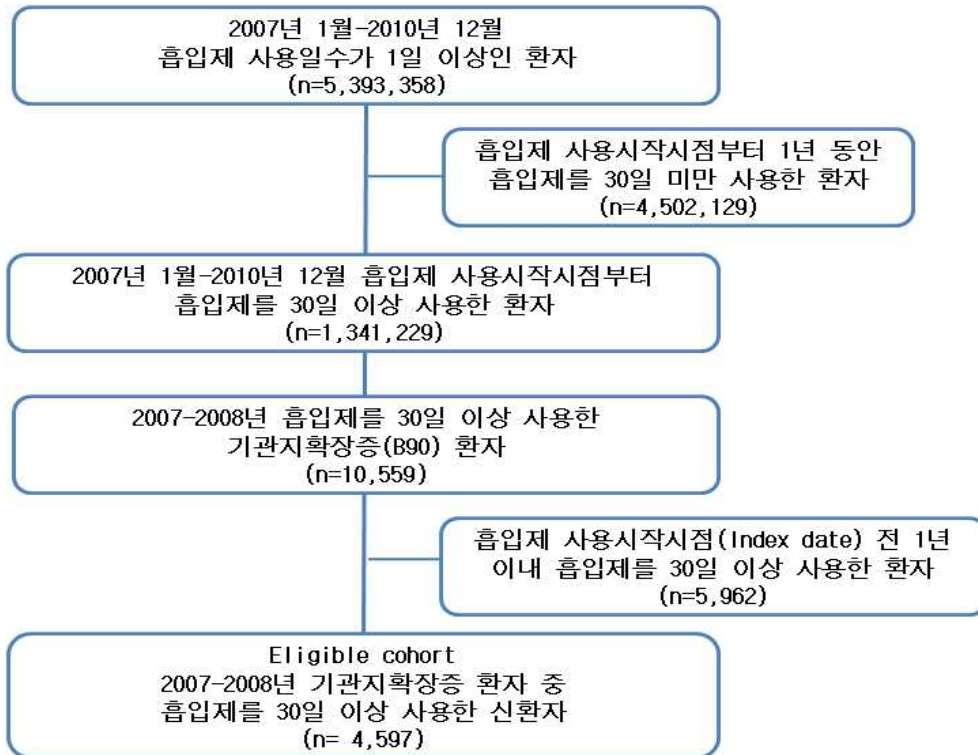 2007년 1월-2010년 12월
흡입제 사용일수가 1일 이상인 환자
(n=5,393,358)
흡입제 사용시작시점부터 1년 동안
흡입제를 30일 미만 사용한 환자
(n=4,502,129)
2007년 1월-2010년 12월 흡입제 사용시작시점부터
흡입제를 30일 이상 사용한 환자
(n=1,341,229)
2007-2008년 흡입제를 30일 이상 사용한
기관지확장증(B90) 환자
(n=10,559)
흡입제 사용시작시점(Index date) 전 1년
이내 흡입제를 30일 이상 사용한 환자
(n=5,962)
Eligible cohort
2007-2008년 기관지확장증 환자 중
흡입제를 30일 이상 사용한 신환자
(n= 4,597)